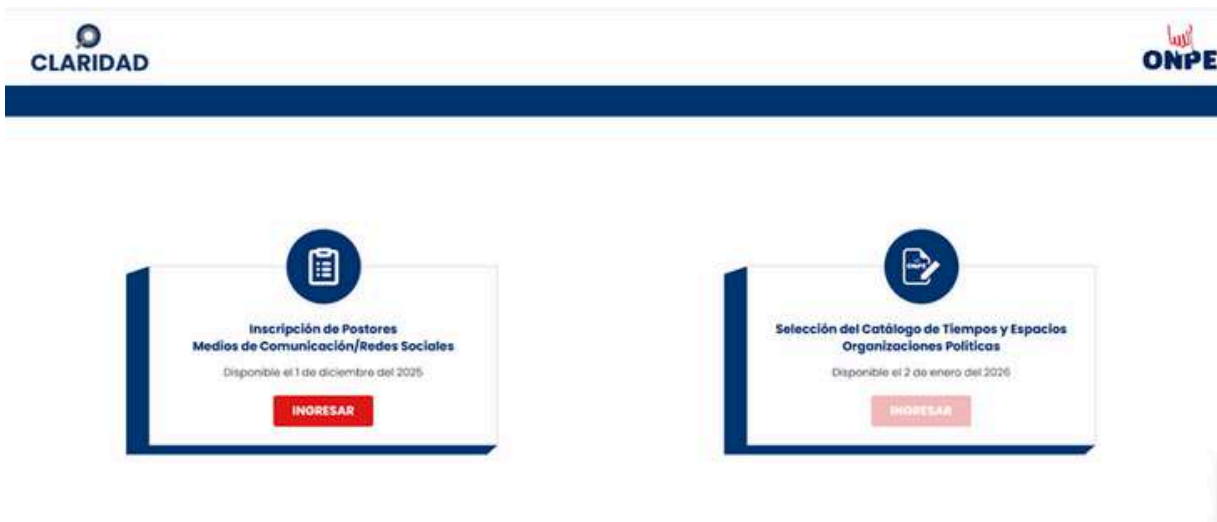 CLARIDAD
ONPE
Inscripción de Postores
Medios de Comunicación/Redes Sociales
Disponible el 1 de diciembre del 2025
INGRESAR
ONPE
Selección del Catálogo de Tiempos y Espacios
Organizaciones Políticas
Disponible el 2 de enero del 2026
INGRESAR